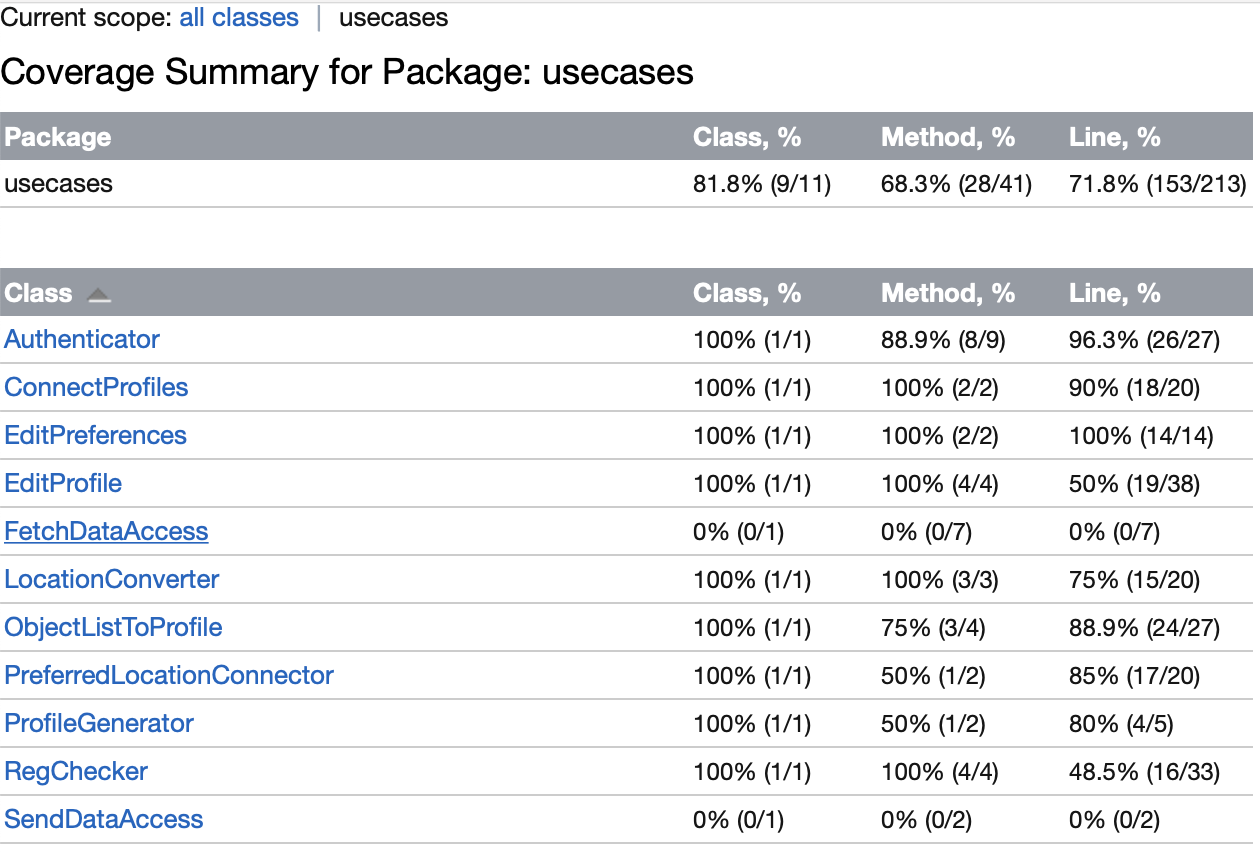 Current scope: all classes | usecases
Coverage Summary for Package: usecases
Package Class, % Method, % Line, %
usecases 81.8% (9/11) 68.3% (28/41) 71.8% (153/213)
Class Class, % Method, % Line, %
Authenticator 100% (1/1) 88.9% (8/9) 96.3% (26/27)
ConnectProfiles 100% (1/1) 100% (2/2) 90% (18/20)
EditPreferences 100% (1/1) 100% (2/2) 100% (14/14)
EditProfile 100% (1/1) 100% (4/4) 50% (19/38)
FetchDataAccess 0% (0/1) 0% (0/7) 0% (0/7)
LocationConverter 100% (1/1) 100% (3/3) 75% (15/20)
ObjectListToProfile 100% (1/1) 75% (3/4) 88.9% (24/27)
PreferredLocationConnector 100% (1/1) 50% (1/2) 85% (17/20)
ProfileGenerator 100% (1/1) 50% (1/2) 80% (4/5)
RegChecker 100% (1/1) 100% (4/4) 48.5% (16/33)
SendDataAccess 0% (0/1) 0% (0/2) 0% (0/2)